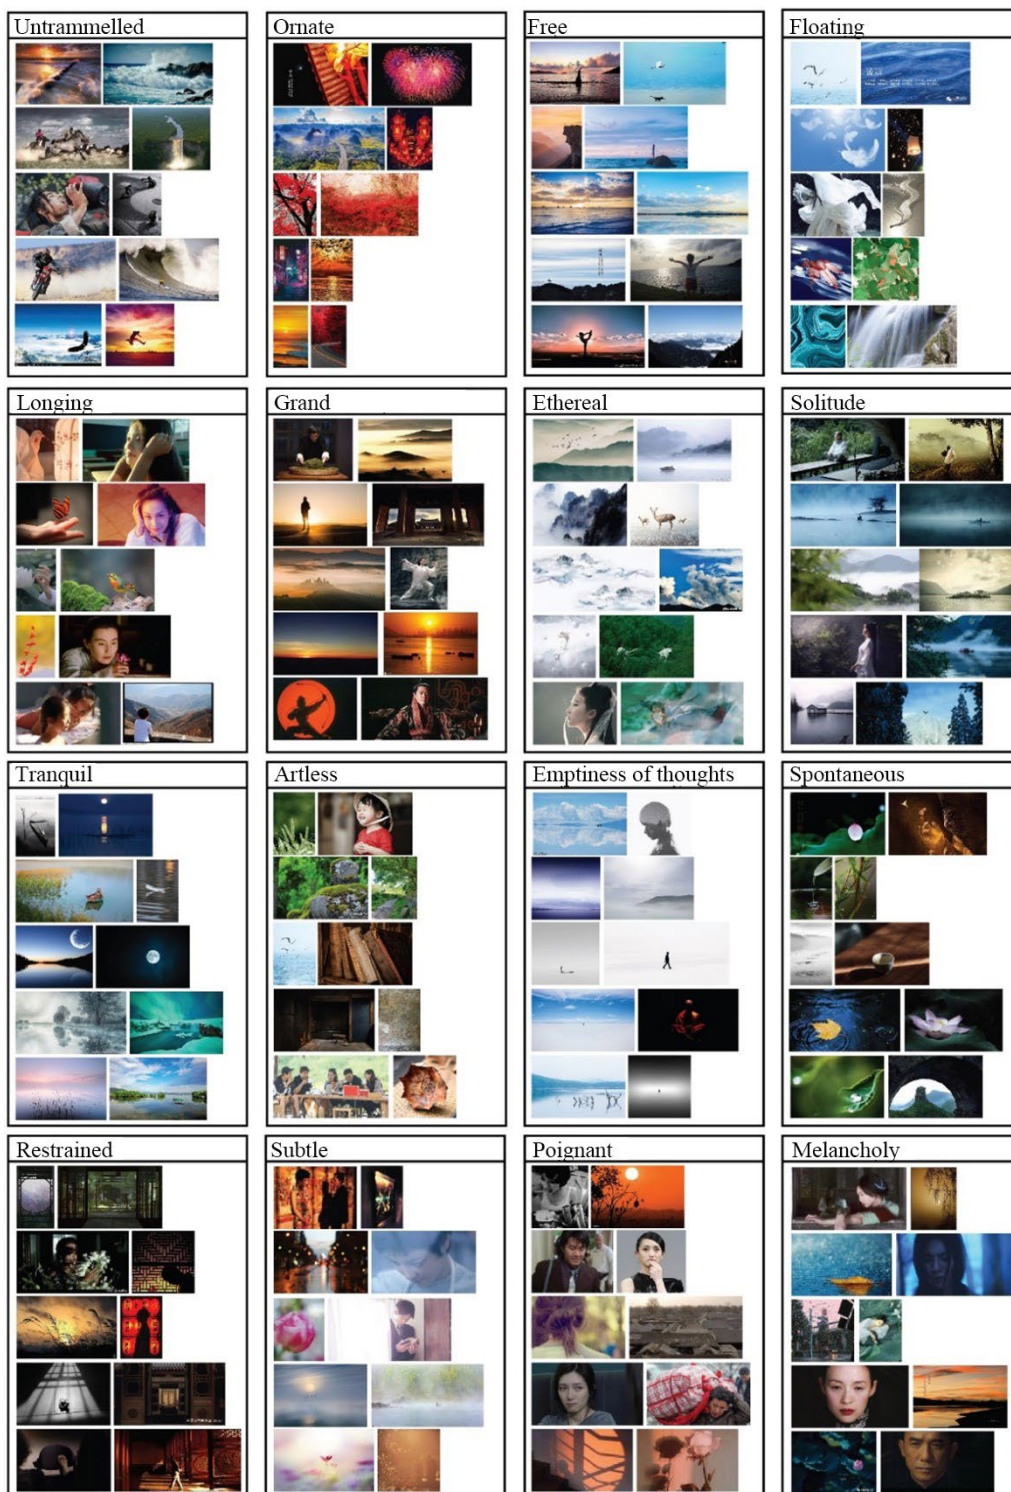 Untrammelled
Ornate
Free
Floating
Longing
Grand
Ethereal
Solitude
Tranquil
Artless
Emptiness of thoughts
Spontaneous
Restrained
Subtle
Poignant
Melancholy